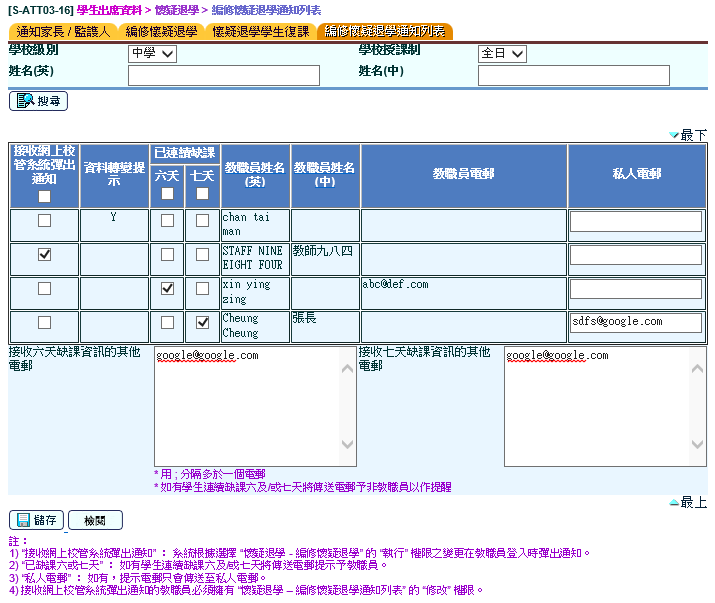 [S-ATT03-16] 學生出席資料 > 懷疑退學 > 編修懷疑退學通知列表
通知家長 / 監護人 編修懷疑退學 懷疑退學學生復課 編修懷疑退學通知列表
學校級別 中學 學校授課制 全日
姓名(英) 姓名(中)
搜尋
最下
接收網上校管系統彈出通知 資料轉變提示 已連續缺課 六天 七天 教職員姓名(英) 教職員姓名(中) 教職員電郵 私人電郵
Y chan tai man
STAFF NINE EIGHT FOUR 教師九八四
xin ying zing abc@def.com
Cheung Cheung 張長 sdfs@google.com
接收六天缺課資訊的其他電郵 google@google.com 接收七天缺課資訊的其他電郵 google@google.com
* 用 ; 分隔多於一個電郵
* 如有學生連續缺課六及/或七天將傳送電郵予非教職員以作提醒
最上
儲存 檢閱
註：
1) "接收網上校管系統彈出通知" ： 系統根據選擇 "懷疑退學 - 編修懷疑退學" 的 "執行" 權限之變更在教職員登入時彈出通知。
2) "已缺課六或七天" ： 如有學生連續缺課六及/或七天將傳送電郵提示予教職員。
3) "私人電郵" ： 如有，提示電郵只會傳送至私人電郵。
4) 接收網上校管系統彈出通知的教職員必須擁有 "懷疑退學 – 編修懷疑退學通知列表" 的 "修改" 權限。